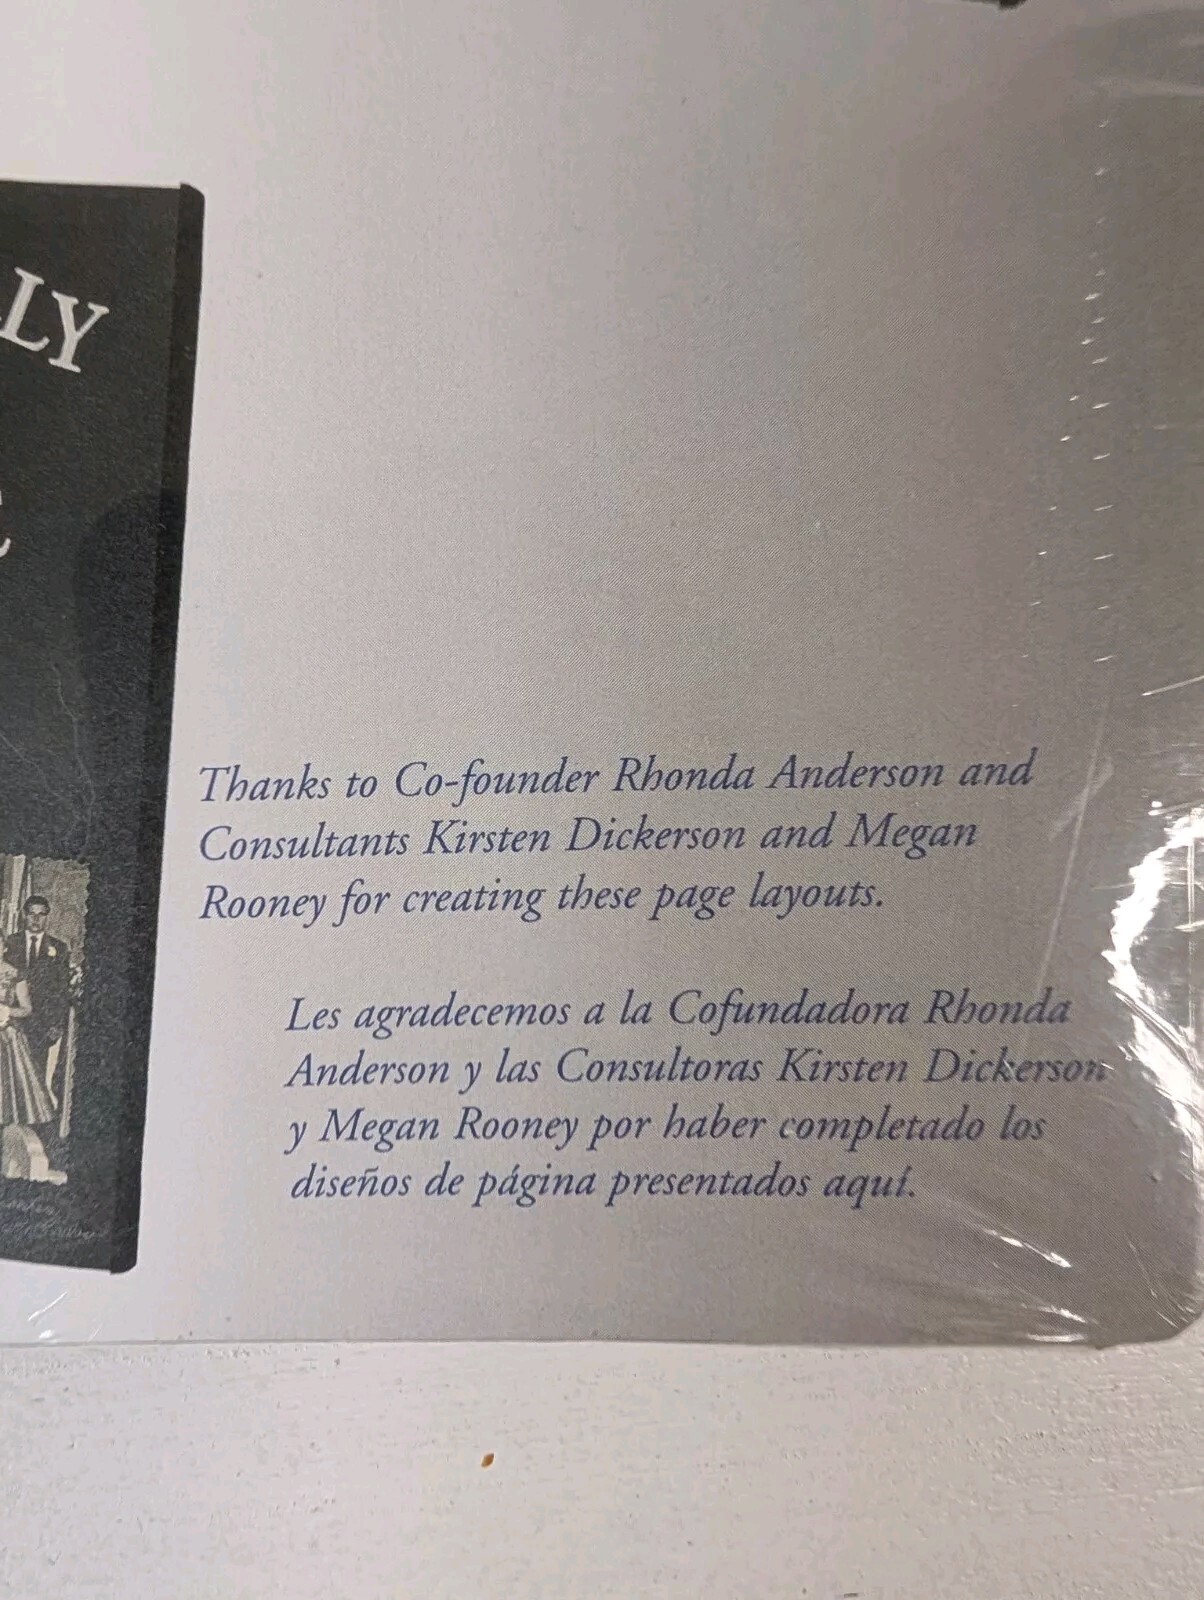 LY
Thanks to Co-founder Rhonda Anderson and
Consultants Kirsten Dickerson and Megan
Rooney for creating these page layouts.
Les agradecemos a la Cofundadora Rhonda
Anderson y las Consultoras Kirsten Dickerson
y Megan Rooney por haber completado los
diseños de página presentados aquí.